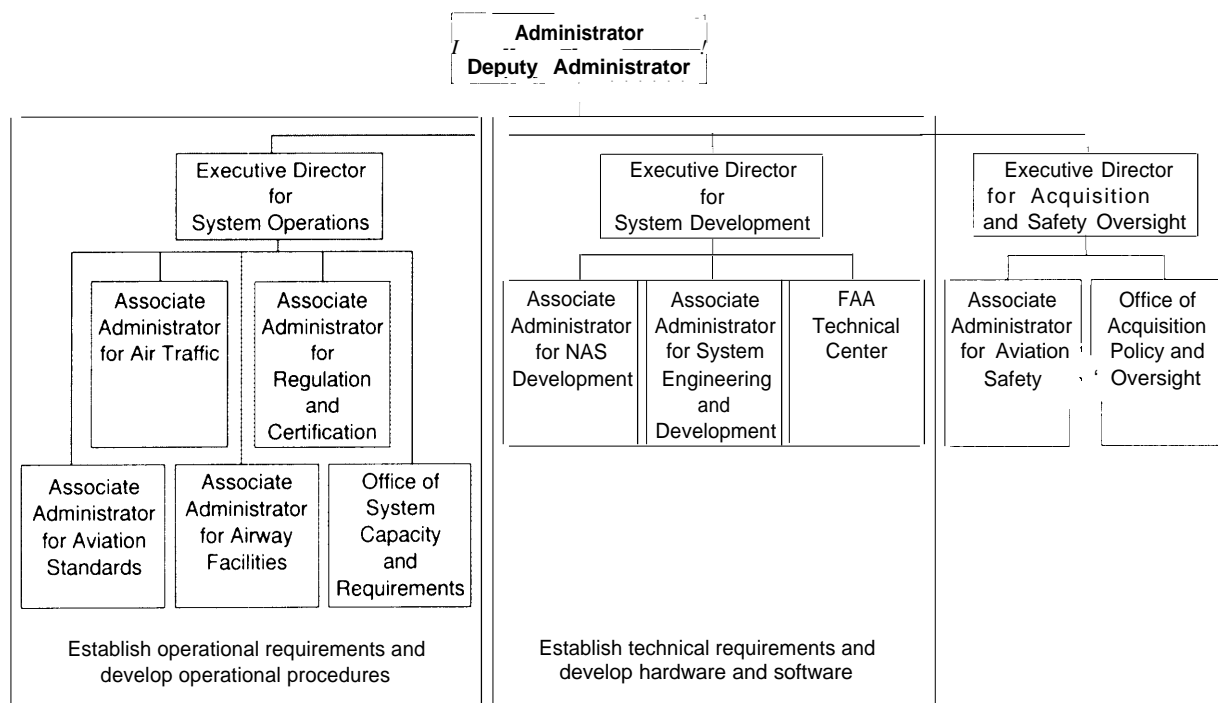 Administrator
Deputy Administrator
Executive Director
for
System Operations
Executive Director
for
System Development
Executive Director
for Acquisition
and Safety Oversight
Associate
Administrator
for Air Traffic
Associate
Administrator
for
Regulation
and
Certification
Associate
Administrator
for NAS
Development
Associate
Administrator
for System
Engineering
and
Development
FAA
Technical
Center
Associate
Administrator
for Aviation
Safety
Office of
Acquisition
Policy and
Oversight
Associate
Administrator
for Aviation
Standards
Associate
Administrator
for Airway
Facilities
Office of
System
Capacity
and
Requirements
Establish operational requirements and
develop operational procedures
Establish technical requirements and
develop hardware and software